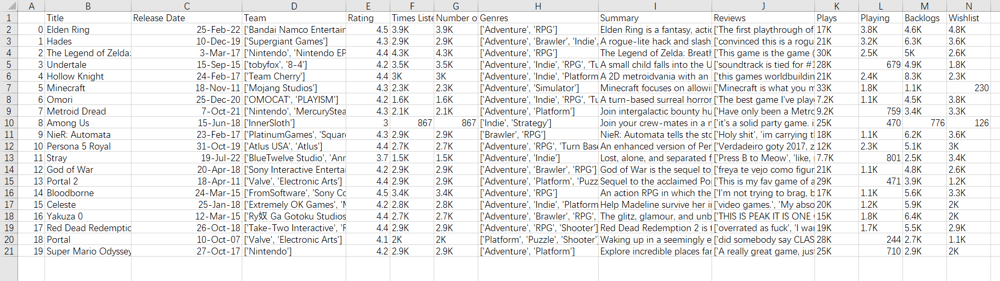 A B C D E F G H I J K L M N
1 Title Release Date Team Rating Times Liste Number o Genres Summary Reviews Plays Playing Backlogs Wishlist
2 0 Elden Ring 25-Feb-22 ['Bandai Namco Entertain 4.5 3.9K 3.9K ['Adventure', 'RPG'] Elden Ring is a fantasy, actic ['The first playthrough of 17K 3.8K 4.6K 4.8K
3 1 Hades 10-Dec-19 ['Supergiant Games'] 4.3 2.9K 2.9K ['Adventure', 'Brawler', 'Indie', A rogue-lite hack and slash ['convinced this is a rogu 21K 3.2K 6.3K 3.6K
4 2 The Legend of Zelda: 3-Mar-17 ['Nintendo', 'Nintendo EP 4.4 4.3K 4.3K ['Adventure', 'RPG'] The Legend of Zelda: Breath ['This game is the game ( 30K 2.5K 5K 2.6K
5 3 Undertale 15-Sep-15 ['tobyfox', '8-4'] 4.2 3.5K 3.5K ['Adventure', 'Indie', 'RPG', 'Tu A small child falls into the U ['soundtrack is tied for #1 28K 679 4.9K 1.8K
6 4 Hollow Knight 24-Feb-17 ['Team Cherry'] 4.4 3K 3K ['Adventure', 'Indie', 'Platform A 2D metroidvania with an ['this games worldbuildin 21K 2.4K 8.3K 2.3K
7 5 Minecraft 18-Nov-11 ['Mojang Studios'] 4.3 2.3K 2.3K ['Adventure', 'Simulator'] Minecraft focuses on allowi ['Minecraft is what you m 33K 1.8K 1.1K 230
8 6 Omori 25-Dec-20 ['OMOCAT', 'PLAYISM'] 4.2 1.6K 1.6K ['Adventure', 'Indie', 'RPG', 'Tu A turn-based surreal horror ['The best game I've play 7.2K 1.1K 4.5K 3.8K
9 7 Metroid Dread 7-Oct-21 ['Nintendo', 'MercuryStea 4.3 2.1K 2.1K ['Adventure', 'Platform'] Join intergalactic bounty hu ['Have only been a Metro 9.2K 759 3.4K 3.3K
10 8 Among Us 15-Jun-18 ['InnerSloth'] 3 867 867 ['Indie', 'Strategy'] Join your crew-mates in a r ['it's a solid party game. i 25K 470 776 126
11 9 NieR: Automata 23-Feb-17 ['PlatinumGames', 'Squar 4.3 2.9K 2.9K ['Brawler', 'RPG'] NieR: Automata tells the sto ['Holy shit', 'im carrying t 18K 1.1K 6.2K 3.6K
12 10 Persona 5 Royal 31-Oct-19 ['Atlus USA', 'Atlus'] 4.4 2.7K 2.7K ['Adventure', 'RPG', 'Turn Base An enhanced version of Per ['Verdadeiro goty 2017, z 12K 2.3K 5.1K 3K
13 11 Stray 19-Jul-22 ['BlueTwelve Studio', 'Anr 3.7 1.5K 1.5K ['Adventure', 'Indie'] Lost, alone, and separated f ['Press B to Meow', 'like, 7.7K 801 2.5K 3.4K
14 12 God of War 20-Apr-18 ['Sony Interactive Enterta 4.2 2.9K 2.9K ['Adventure', 'Brawler', 'RPG'] God of War is the sequel to ['freya te vejo como figur 21K 1.1K 4.8K 2.6K
15 13 Portal 2 18-Apr-11 ['Valve', 'Electronic Arts'] 4.4 2.9K 2.9K ['Adventure', 'Platform', 'Puzz Sequel to the acclaimed Po ['This is my fav game of a 29K 471 3.9K 1.2K
16 14 Bloodborne 24-Mar-15 ['FromSoftware', 'Sony Co 4.5 3.4K 3.4K ['Adventure', 'RPG'] An action RPG in which the ['I'm not trying to brag, b 17K 1.1K 5.6K 3.3K
17 15 Celeste 25-Jan-18 ['Extremely OK Games', 'M 4.2 2.8K 2.8K ['Adventure', 'Indie', 'Platform Help Madeline survive her i ['video games.', 'My abso 20K 1.2K 5.9K 2K
18 16 Yakuza 0 12-Mar-15 ['Ry奴 Ga Gotoku Studios 4.4 2.7K 2.7K ['Adventure', 'Brawler', 'RPG', The glitz, glamour, and unb ['THIS IS PEAK IT IS ONE 15K 1.8K 6.4K 2K
19 17 Red Dead Redemptic 26-Oct-18 ['Take-Two Interactive', 'R 4.4 2.9K 2.9K ['Adventure', 'RPG', 'Shooter'] Red Dead Redemption 2 is t ['overrated as fuck', 'I wa 19K 1.7K 5.5K 2.9K
20 18 Portal 10-Oct-07 ['Valve', 'Electronic Arts'] 4.1 2K 2K ['Platform', 'Puzzle', 'Shooter' Waking up in a seemingly e ['did somebody say CLAS 28K 244 2.7K 1.1K
21 19 Super Mario Odyssey 27-Oct-17 ['Nintendo'] 4.2 2.9K 2.9K ['Adventure', 'Platform'] Explore incredible places far ['A really great game, jus 25K 710 2.9K 2K